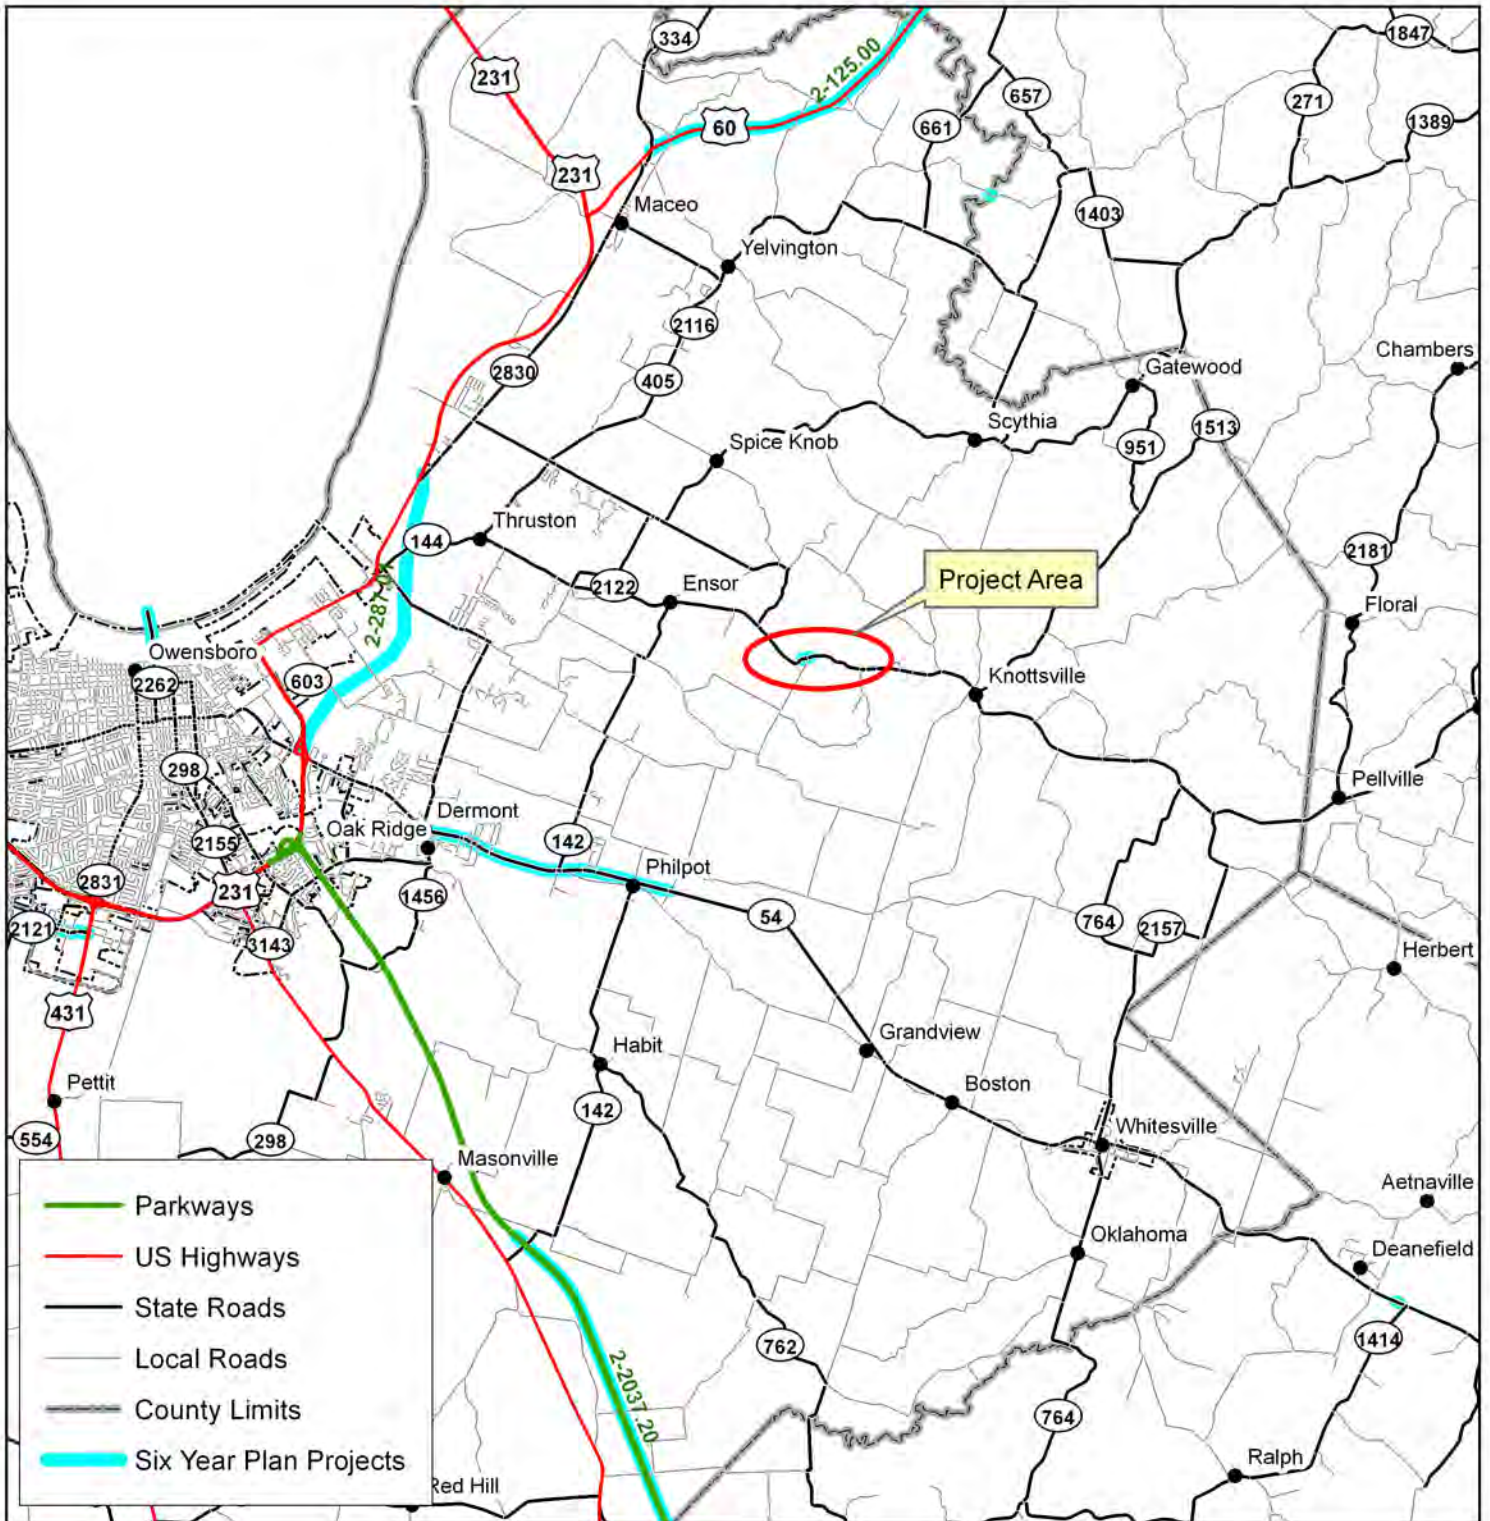 334
1847
231
2-125.00
657
271
60
661
1389
231
Maceo
1403
Yelvington
2116
2830
Chambers
405
Gatewood
Scythia
1513
Spice Knob
951
Thruston
144
2181
Project Area
2122
Ensor
Floral
Owensboro
2262
603
Knottsville
298
Pellville
Dermont
Oak Ridge
2155
142
Philpot
2831
231
1456
54
764
2157
2121
3143
Herbert
431
Grandview
Habit
Pettit
Boston
142
Whitesville
554
298
Masonville
Aetnaville
Oklahoma
Deanefield
762
1414
2-2037.20
764
Ralph
Red Hill
Parkways
US Highways
State Roads
Local Roads
County Limits
Six Year Plan Projects